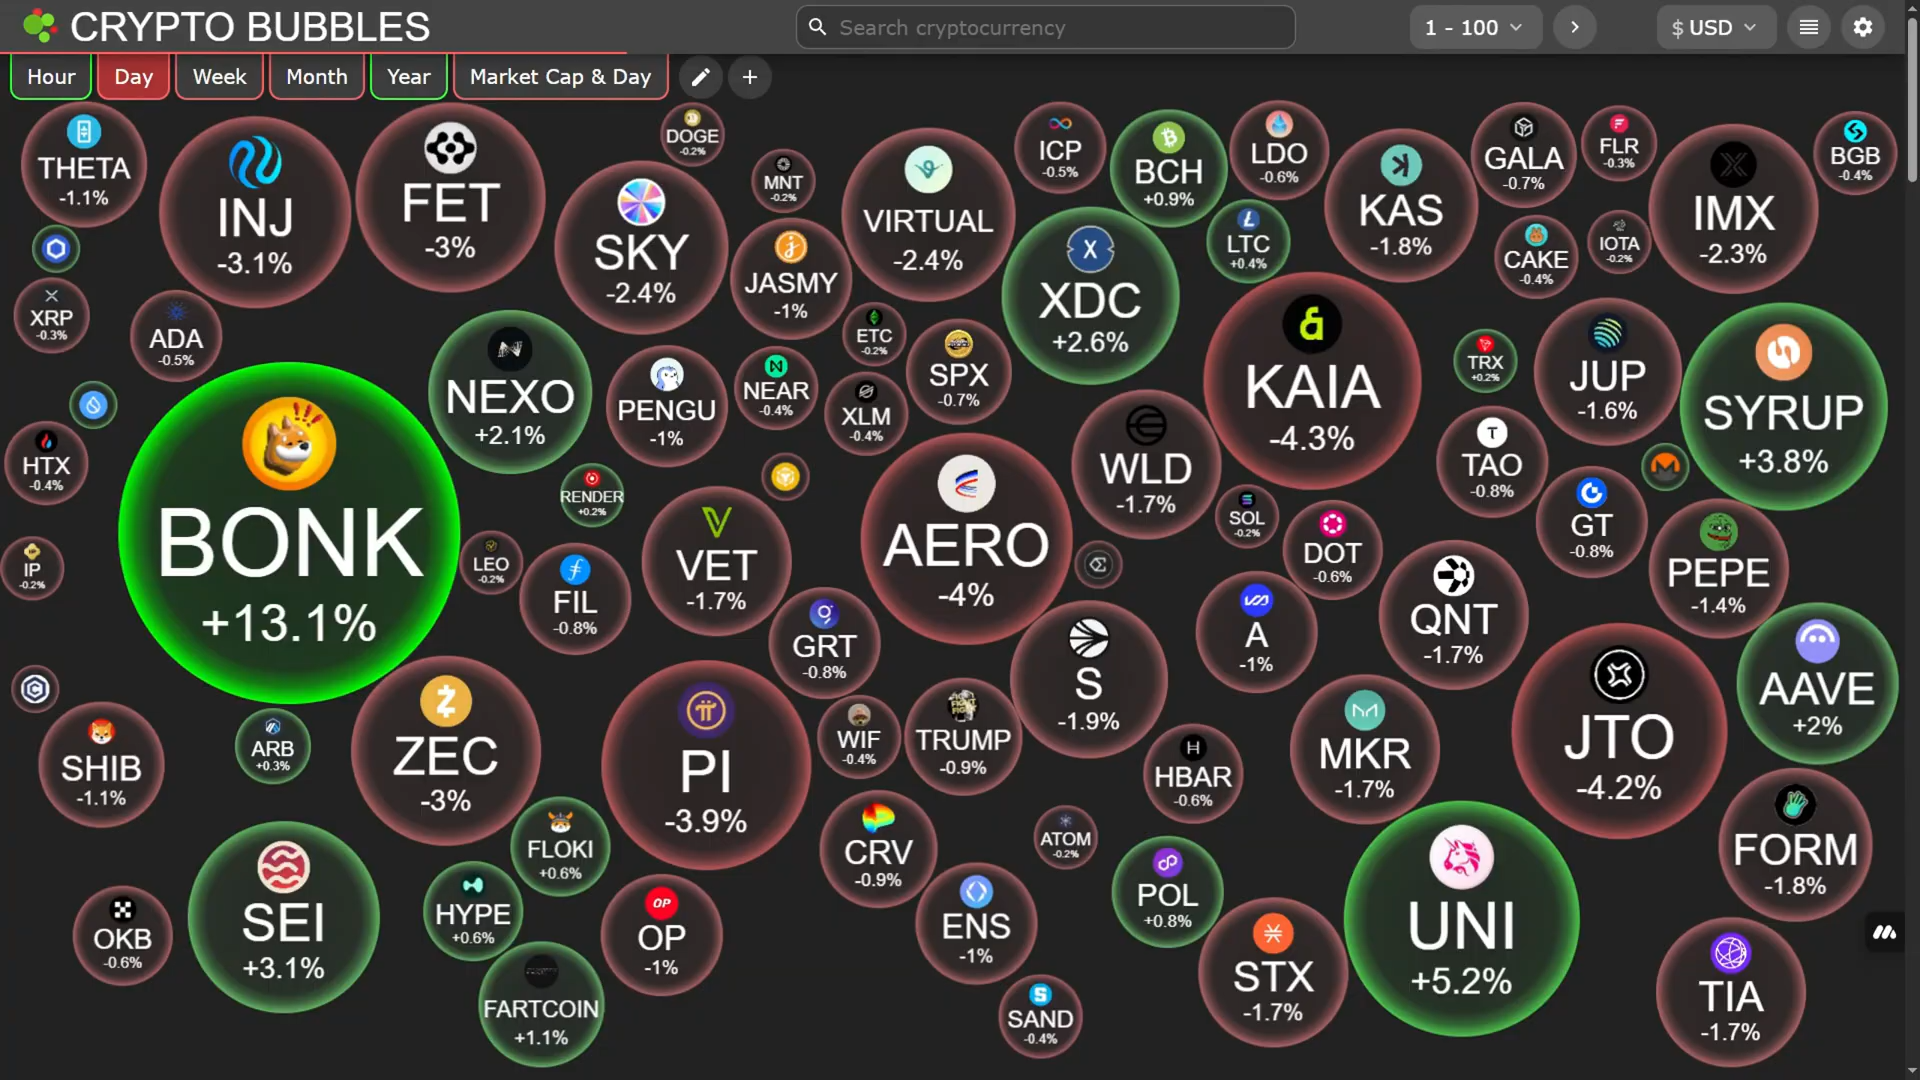 CRYPTO BUBBLES
Search cryptocurrency
1 - 100
$ USD
Hour
Day
Week
Month
Year
Market Cap & Day
THETA
-1.1%
INJ
-3.1%
FET
-3%
SKY
-2.4%
DOGE
-0.2%
MNT
-0.2%
JASMY
-1%
VIRTUAL
-2.4%
ICP
-0.5%
BCH
+0.9%
LDO
-0.6%
LTC
+0.4%
KAS
-1.8%
GALA
-0.7%
FLR
-0.3%
CAKE
-0.4%
IOTA
-0.2%
IMX
-2.3%
BGB
-0.4%
XRP
-0.3%
ADA
-0.5%
NEXO
+2.1%
PENGU
-1%
NEAR
-0.4%
ETC
-0.2%
XLM
-0.4%
SPX
-0.7%
XDC
+2.6%
KAIA
-4.3%
TRX
+0.2%
JUP
-1.6%
SYRUP
+3.8%
HTX
-0.4%
BONK
+13.1%
RENDER
+0.2%
VET
-1.7%
AERO
-4%
WLD
-1.7%
SOL
-0.2%
DOT
-0.6%
TAO
-0.8%
GT
-0.8%
PEPE
-1.4%
IP
-0.2%
LEO
-0.2%
FIL
-0.8%
GRT
-0.8%
S
-1.9%
A
-1%
QNT
-1.7%
JTO
-4.2%
AAVE
+2%
SHIB
-1.1%
ARB
+0.3%
ZEC
-3%
PI
-3.9%
WIF
-0.4%
TRUMP
-0.9%
HBAR
-0.6%
MKR
-1.7%
FORM
-1.8%
OKB
-0.6%
SEI
+3.1%
FLOKI
+0.6%
HYPE
+0.6%
FARTCOIN
+1.1%
OP
OP
-1%
CRV
-0.9%
ATOM
-0.2%
ENS
-1%
SAND
-0.4%
POL
+0.8%
STX
-1.7%
UNI
+5.2%
TIA
-1.7%